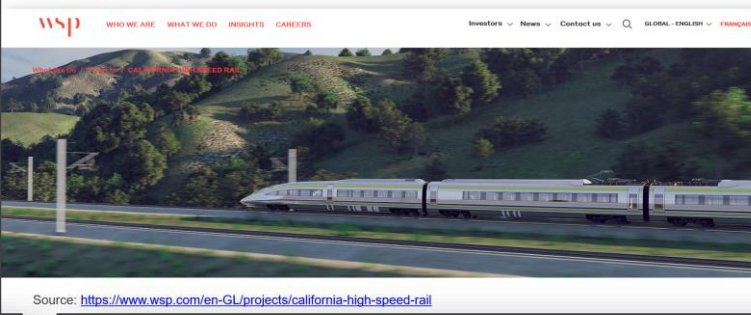 wsp
WHO WE ARE WHAT WE DO INSIGHTS CAREERS Investors News Contact us GLOBAL - ENGLISH FRANÇAIS
CALIFORNIA HIGH-SPEED RAIL
Source: https://www.wsp.com/en-GL/projects/california-high-speed-rail